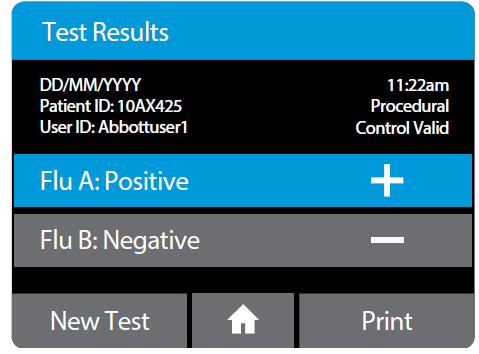 Test Results
DD/MM/YYYY 11:22am
Patient ID: 10AX425 Procedural
User ID: Abbottuser1 Control Valid
Flu A: Positive +
Flu B: Negative –
New Test Print